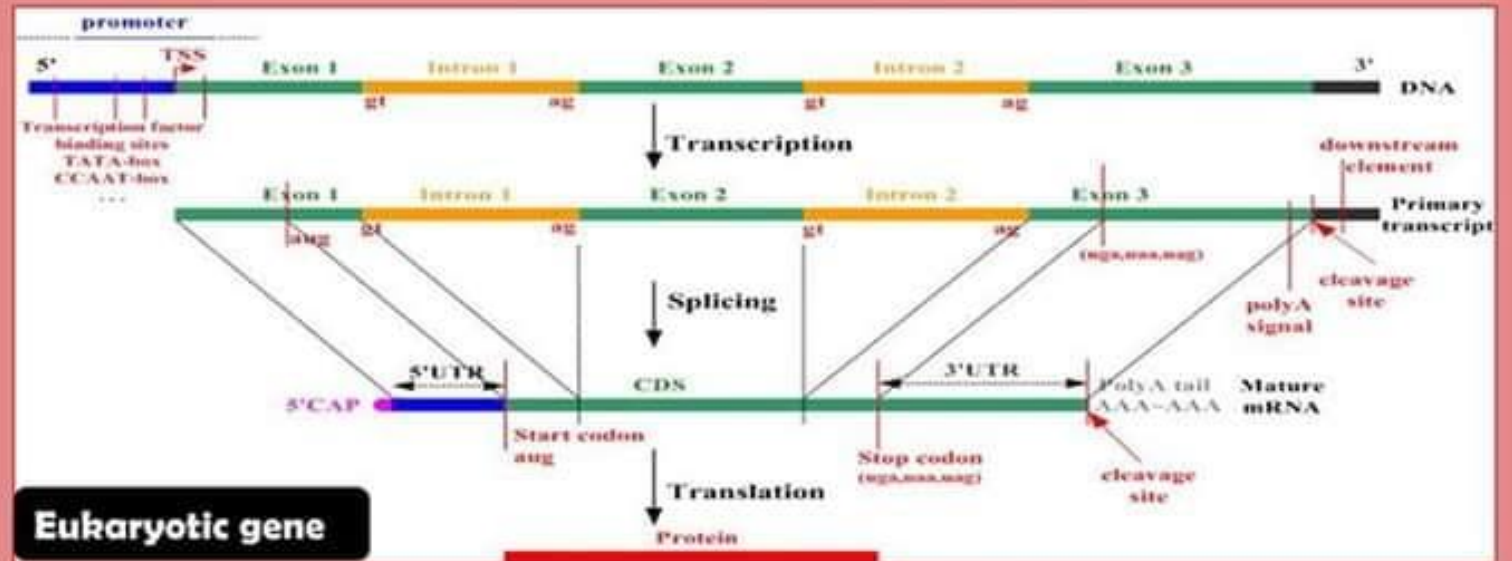 promoter
5' TSS Exon 1 Intron 1 Exon 2 Intron 2 Exon 3 3'
DNA
gt ag gt ag
Transcription factor
binding sites
TATA-box
CCAAT-box
...
Transcription
downstream
element
Exon 1 Intron 1 Exon 2 Intron 2 Exon 3
Primary
transcript
aug gt ag gt ag
(uga,uaa,uag)
cleavage
site
polyA
signal
Splicing
5'UTR CDS 3'UTR
5'CAP
PolyA tail
AAA~AAA
Mature
mRNA
Start codon
aug
Stop codon
(uga,uaa,uag)
cleavage
site
Translation
Eukaryotic gene
Protein